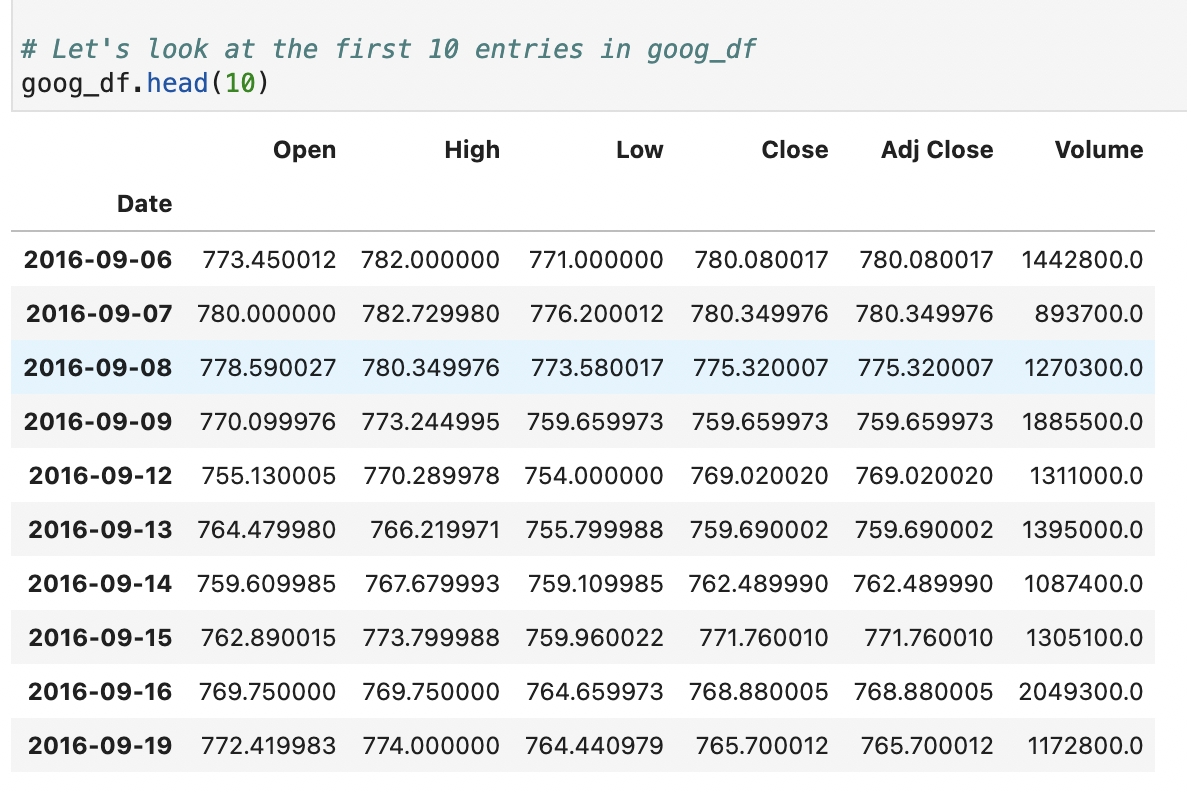 # Let's look at the first 10 entries in goog_df
goog_df.head(10)
Open High Low Close Adj Close Volume
Date
2016-09-06 773.450012 782.000000 771.000000 780.080017 780.080017 1442800.0
2016-09-07 780.000000 782.729980 776.200012 780.349976 780.349976 893700.0
2016-09-08 778.590027 780.349976 773.580017 775.320007 775.320007 1270300.0
2016-09-09 770.099976 773.244995 759.659973 759.659973 759.659973 1885500.0
2016-09-12 755.130005 770.289978 754.000000 769.020020 769.020020 1311000.0
2016-09-13 764.479980 766.219971 755.799988 759.690002 759.690002 1395000.0
2016-09-14 759.609985 767.679993 759.109985 762.489990 762.489990 1087400.0
2016-09-15 762.890015 773.799988 759.960022 771.760010 771.760010 1305100.0
2016-09-16 769.750000 769.750000 764.659973 768.880005 768.880005 2049300.0
2016-09-19 772.419983 774.000000 764.440979 765.700012 765.700012 1172800.0